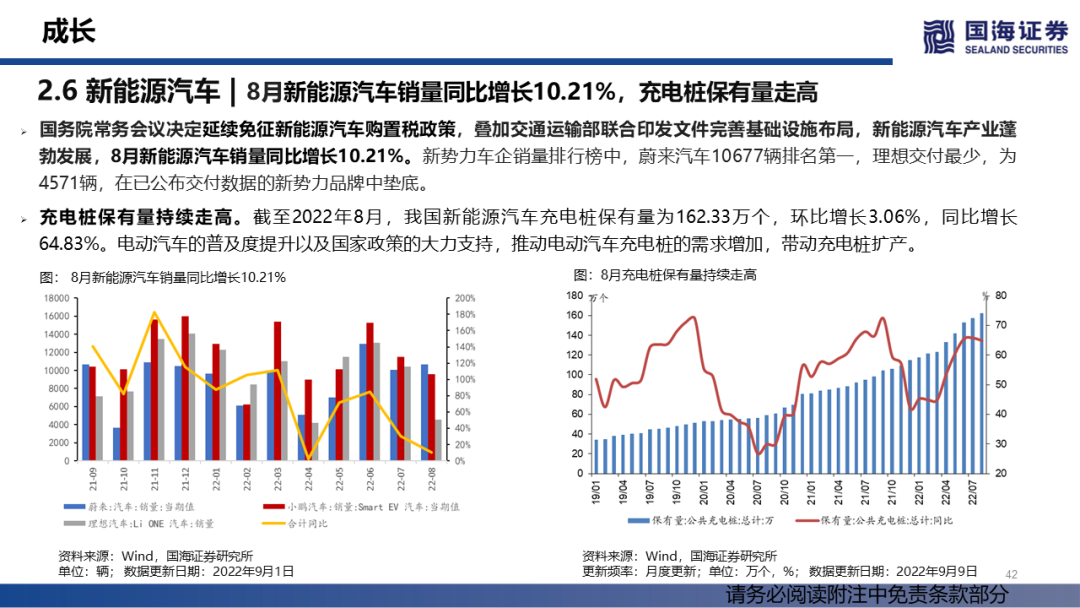 成长
国海证券
SEALAND SECURITIES
2.6 新能源汽车 | 8月新能源汽车销量同比增长10.21%，充电桩保有量走高
国务院常务会议决定延续免征新能源汽车购置税政策，叠加交通运输部联合印发文件完善基础设施布局，新能源汽车产业蓬
勃发展，8月新能源汽车销量同比增长10.21%。新势力车企销量排行榜中，蔚来汽车10677辆排名第一，理想交付最少，为
4571辆，在已公布交付数据的新势力品牌中垫底。
充电桩保有量持续走高。截至2022年8月，我国新能源汽车充电桩保有量为162.33万个，环比增长3.06%，同比增长
64.83%。电动汽车的普及度提升以及国家政策的大力支持，推动电动汽车充电桩的需求增加，带动充电桩扩产。
图： 8月新能源汽车销量同比增长10.21%
18000
16000
14000
12000
10000
8000
6000
4000
2000
0
200%
180%
160%
140%
120%
100%
80%
60%
40%
20%
0%
21-09
21-10
21-11
21-12
22-01
22-02
22-03
22-04
22-05
22-06
22-07
22-08
蔚来:汽车:销量:当期值
小鹏汽车:销量:Smart EV 汽车:当期值
理想汽车:Li ONE 汽车:销量
合计同比
资料来源：Wind，国海证券研究所
单位：辆； 数据更新日期：2022年9月1日
图：8月充电桩保有量持续走高
万个
%
180
160
140
120
100
80
60
40
20
0
80
70
60
50
40
30
20
19/01
19/04
19/07
19/10
20/01
20/04
20/07
20/10
21/01
21/04
21/07
21/10
22/01
22/04
22/07
保有量:公共充电桩:总计:万
保有量:公共充电桩:总计:同比
资料来源：Wind，国海证券研究所
更新频率：月度更新；单位：万个，%； 数据更新日期：2022年9月9日
42
请务必阅读附注中免责条款部分